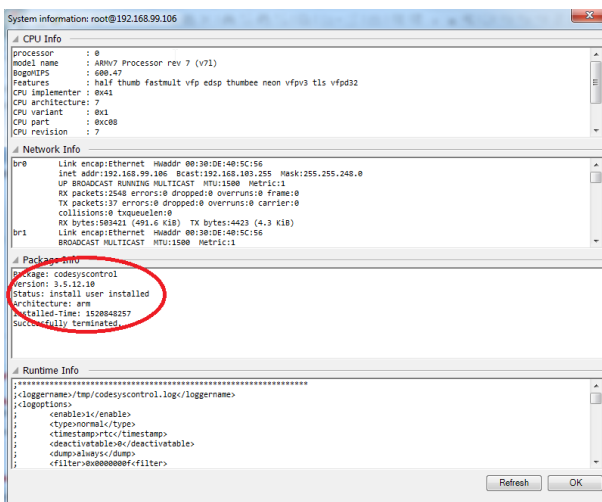 System information: root@192.168.99.106
CPU Info
processor : 0
model name : ARMv7 Processor rev 7 (v7l)
BogoMIPS : 600.47
Features : half thumb fastmult vfp edsp thumbee neon vfpv3 tls vfpd32
CPU implementer : 0x41
CPU architecture: 7
CPU variant : 0x1
CPU part : 0xc08
CPU revision : 7
Network Info
br0 Link encap:Ethernet HWaddr 00:30:DE:40:5C:56
inet addr:192.168.99.106 Bcast:192.168.103.255 Mask:255.255.248.0
UP BROADCAST RUNNING MULTICAST MTU:1500 Metric:1
RX packets:2548 errors:0 dropped:0 overruns:0 frame:0
TX packets:37 errors:0 dropped:0 overruns:0 carrier:0
collisions:0 txqueuelen:0
RX bytes:503421 (491.6 KiB) TX bytes:4423 (4.3 KiB)
br1 Link encap:Ethernet HWaddr 00:30:DE:40:5C:56
BROADCAST MULTICAST MTU:1500 Metric:1
Package Info
Package: codesyscontrol
Version: 3.5.12.10
Status: install user installed
Architecture: arm
Installed-Time: 1520848257
Successfully terminated.
Runtime Info
;***************************************************************
;<loggername>/tmp/codesyscontrol.log</loggername>
;<logoptions>
; <enable>1</enable>
; <type>normal</type>
; <timestamp>rtc</timestamp>
; <deactivatable>0</deactivatable>
; <dump>always</dump>
; <filter>0x0000000f<filter>
Refresh OK